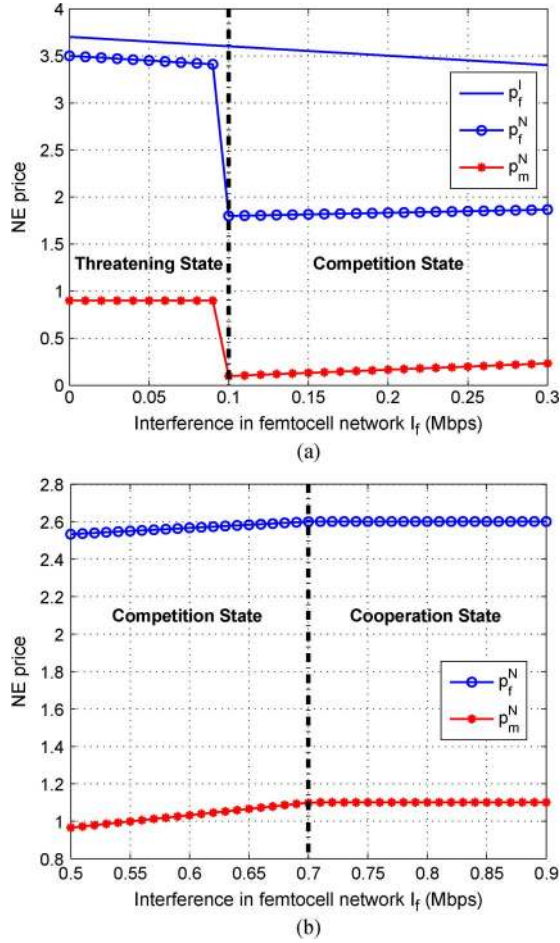 4
3.5
3
2.5
2
1.5
1
0.5
0
NE price
p_f^I
p_f^N
p_m^N
Threatening State
Competition State
0 0.05 0.1 0.15 0.2 0.25 0.3
Interference in femtocell network I_f (Mbps)
(a)
2.8
2.6
2.4
2.2
2
1.8
1.6
1.4
1.2
1
0.8
NE price
Competition State
Cooperation State
p_f^N
p_m^N
0.5 0.55 0.6 0.65 0.7 0.75 0.8 0.85 0.9
Interference in femtocell network I_f (Mbps)
(b)